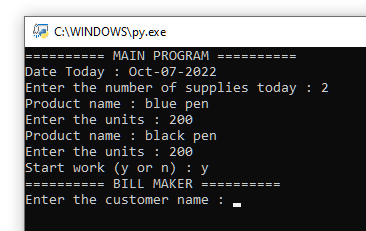 C:\WINDOWS\py.exe
========== MAIN PROGRAM ==========
Date Today : Oct-07-2022
Enter the number of supplies today : 2
Product name : blue pen
Enter the units : 200
Product name : black pen
Enter the units : 200
Start work (y or n) : y
========== BILL MAKER ==========
Enter the customer name :